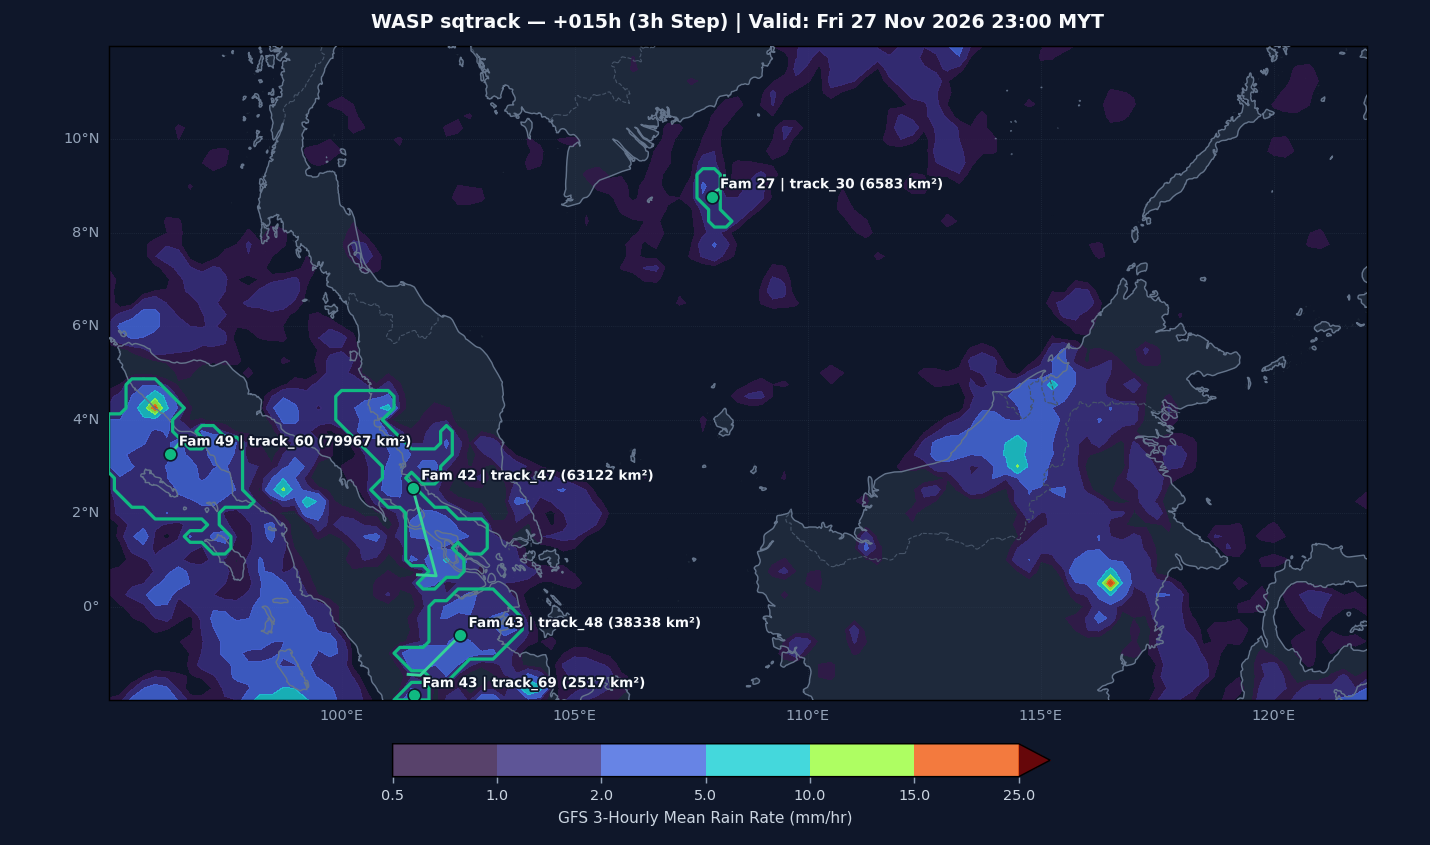 WASP sqtrack — +015h (3h Step) | Valid: Fri 27 Nov 2026 23:00 MYT
10°N
8°N
6°N
4°N
2°N
0°
Fam 27 | track_30 (6583 km²)
Fam 49 | track_60 (79967 km²)
Fam 42 | track_47 (63122 km²)
Fam 43 | track_48 (38338 km²)
Fam 43 | track_69 (2517 km²)
100°E
105°E
110°E
115°E
120°E
0.5
1.0
2.0
5.0
10.0
15.0
25.0
GFS 3-Hourly Mean Rain Rate (mm/hr)